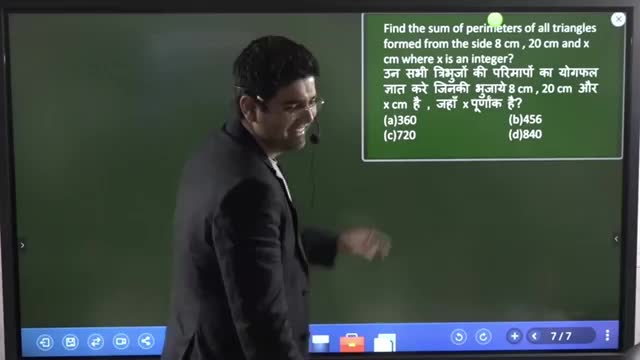 Find the sum of perimeters of all triangles
formed from the side 8 cm , 20 cm and x
cm where x is an integer?
उन सभी त्रिभुजों की परिमापों का योगफल
ज्ञात करे जिनकी भुजाये 8 cm , 20 cm और
x cm है , जहाँ x पूर्णांक है?
(a)360 (b)456
(c)720 (d)840
7/7